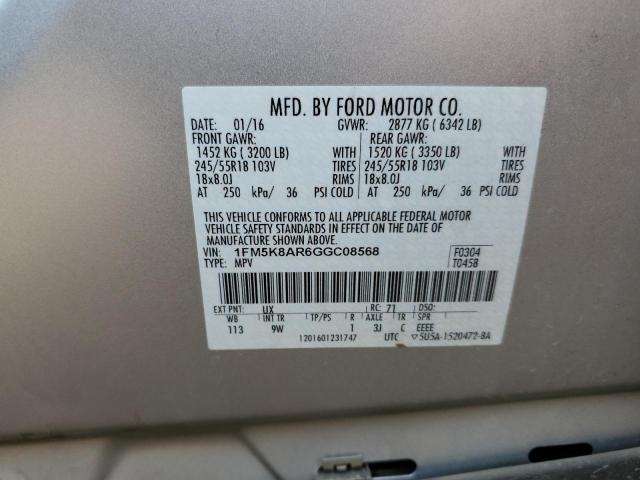 MFD. BY FORD MOTOR CO.
DATE: 01/16 GVWR: 2877 KG ( 6342 LB)
FRONT GAWR: REAR GAWR:
1452 KG ( 3200 LB) WITH 1520 KG ( 3350 LB) WITH
245/55R18 103V TIRES 245/55R18 103V TIRES
18x8.0J RIMS 18x8.0J RIMS
AT 250 kPa/ 36 PSI COLD AT 250 kPa/ 36 PSI COLD
THIS VEHICLE CONFORMS TO ALL APPLICABLE FEDERAL MOTOR
VEHICLE SAFETY STANDARDS IN EFFECT ON THE DATE OF
MANUFACTURE SHOWN ABOVE.
VIN: 1FM5K8AR6GGC08568 F0304
TYPE: MPV T0458
EXT PNT: UX RC: 71 DSO:
WB INT TR TP/PS R AXLE TR SPR
113 9W 1 3J C EEEE
1201601231747 UTC ▽5U5A-1520472-BA